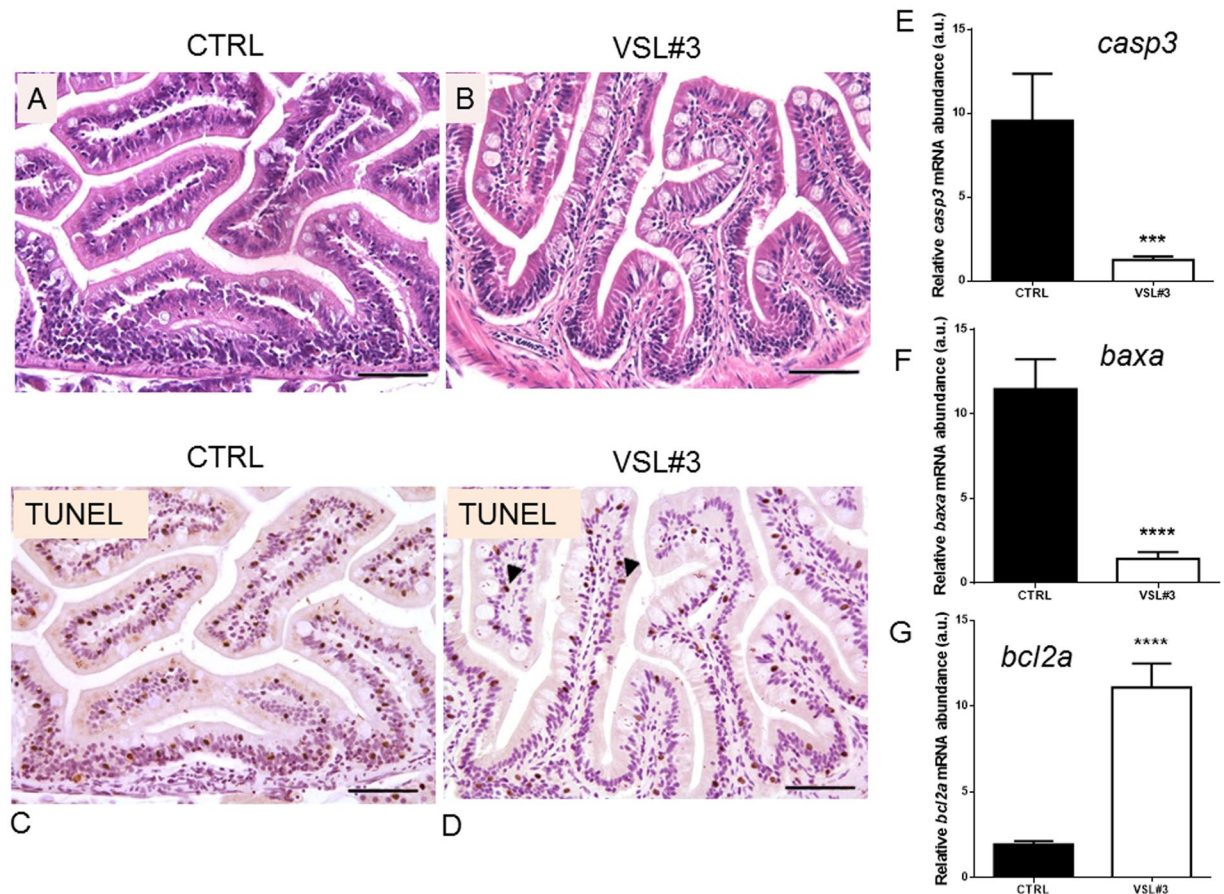 CTRL
VSL#3
A
B
CTRL
VSL#3
TUNEL
TUNEL
C
D
E
casp3
Relative casp3 mRNA abundance (a.u.)
15
10
5
0
***
CTRL
VSL#3
F
baxa
Relative baxa mRNA abundance (a.u.)
15
10
5
0
****
CTRL
VSL#3
G
bcl2a
Relative bcl2a mRNA abundance (a.u.)
15
10
5
0
****
CTRL
VSL#3